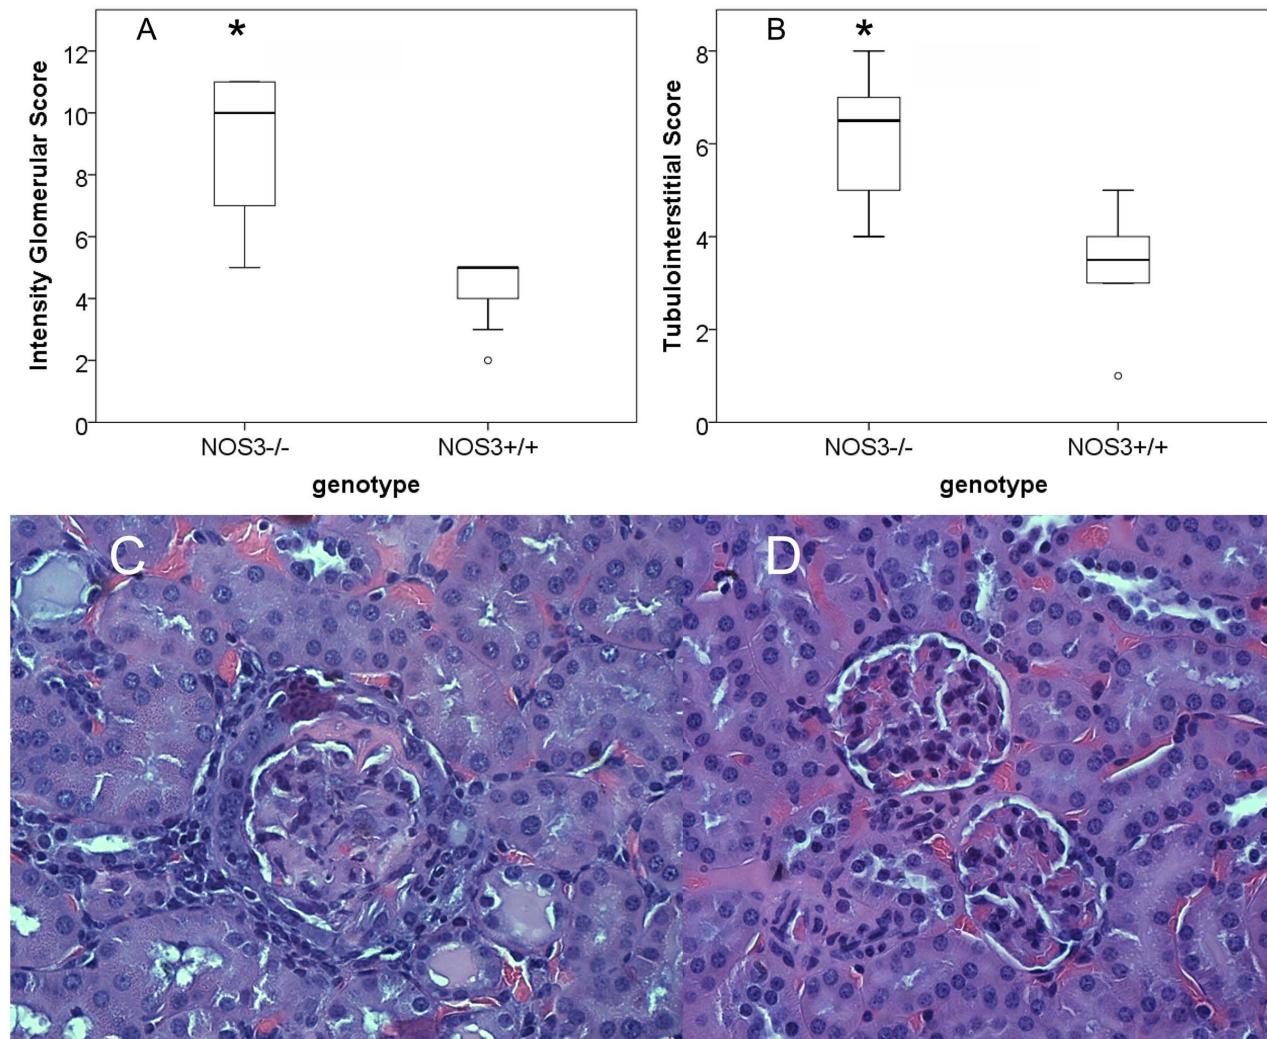 A
*
Intensity Glomerular Score
12
10
8
6
4
2
0
NOS3-/-
NOS3+/+
genotype
B
*
Tubulointerstitial Score
8
6
4
2
0
NOS3-/-
NOS3+/+
genotype
C
D